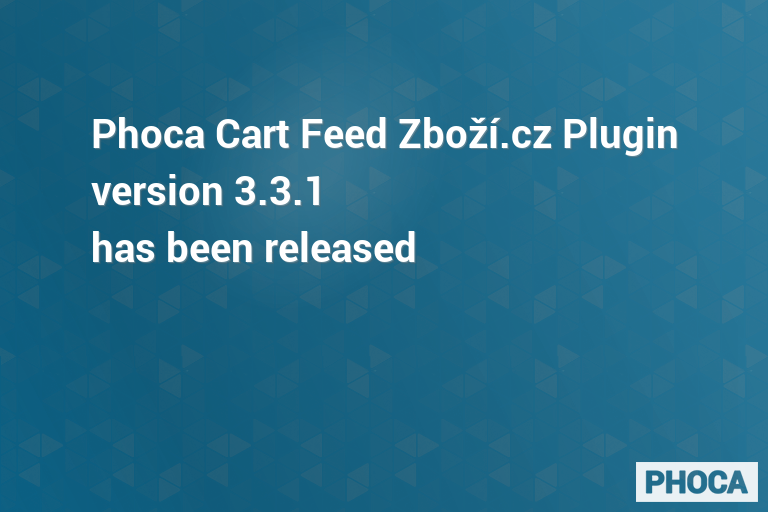 Phoca Cart Feed Zboží.cz Plugin
version 3.3.1
has been released
PHOCA